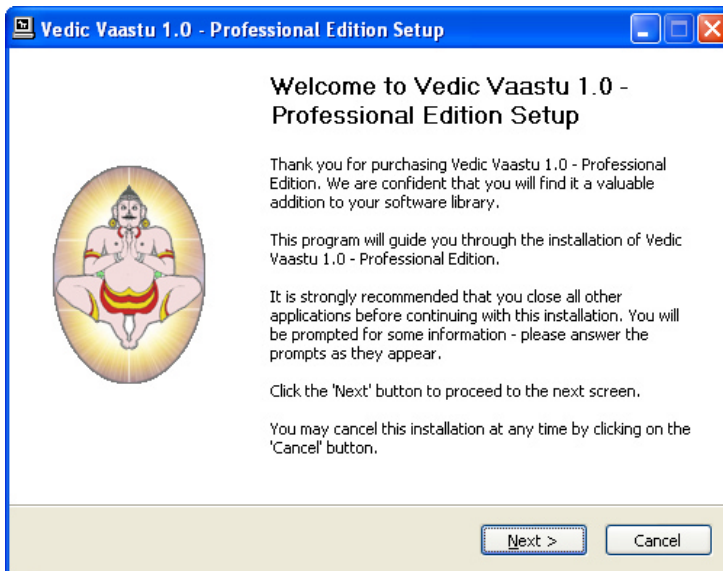 Vedic Vaastu 1.0 - Professional Edition Setup
Welcome to Vedic Vaastu 1.0 -
Professional Edition Setup
Thank you for purchasing Vedic Vaastu 1.0 - Professional
Edition. We are confident that you will find it a valuable
addition to your software library.
This program will guide you through the installation of Vedic
Vaastu 1.0 - Professional Edition.
It is strongly recommended that you close all other
applications before continuing with this installation. You will
be prompted for some information - please answer the
prompts as they appear.
Click the 'Next' button to proceed to the next screen.
You may cancel this installation at any time by clicking on the
'Cancel' button.
Next >
Cancel